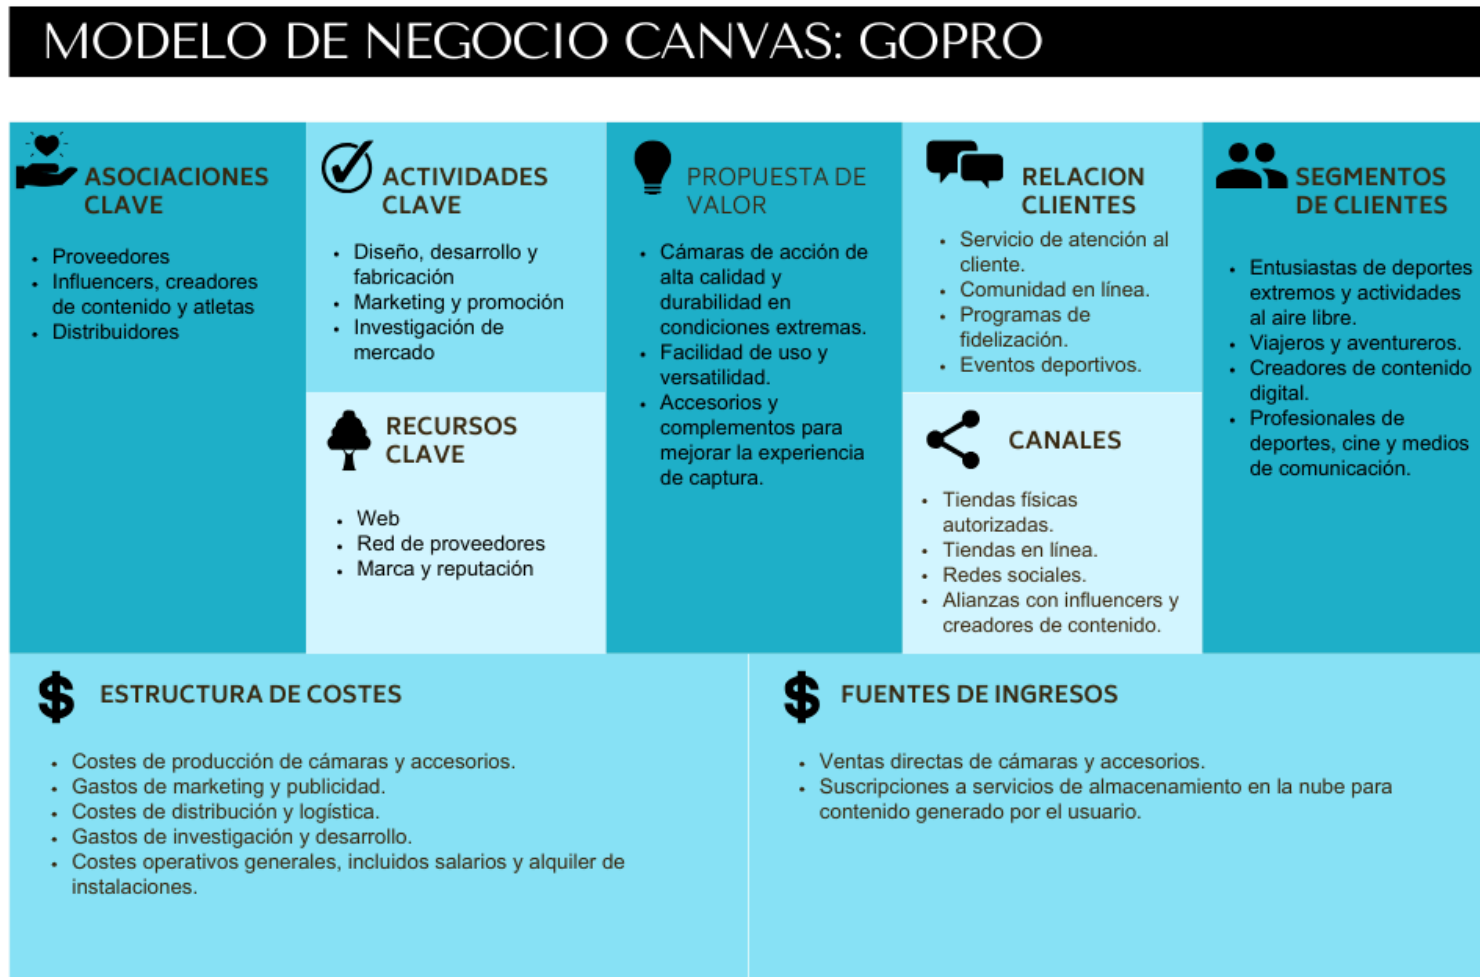 MODELO DE NEGOCIO CANVAS: GOPRO
ASOCIACIONES
CLAVE
• Proveedores
• Influencers, creadores
de contenido y atletas
• Distribuidores
ACTIVIDADES
CLAVE
• Diseño, desarrollo y
fabricación
• Marketing y promoción
• Investigación de
mercado
RECURSOS
CLAVE
• Web
• Red de proveedores
• Marca y reputación
PROPUESTA DE
VALOR
• Cámaras de acción de
alta calidad y
durabilidad en
condiciones extremas.
• Facilidad de uso y
versatilidad.
• Accesorios y
complementos para
mejorar la experiencia
de captura.
RELACION
CLIENTES
• Servicio de atención al
cliente.
• Comunidad en línea.
• Programas de
fidelización.
• Eventos deportivos.
CANALES
• Tiendas físicas
autorizadas.
• Tiendas en línea.
• Redes sociales.
• Alianzas con influencers y
creadores de contenido.
SEGMENTOS
DE CLIENTES
• Entusiastas de deportes
extremos y actividades
al aire libre.
• Viajeros y aventureros.
• Creadores de contenido
digital.
• Profesionales de
deportes, cine y medios
de comunicación.
$ ESTRUCTURA DE COSTES
• Costes de producción de cámaras y accesorios.
• Gastos de marketing y publicidad.
• Costes de distribución y logística.
• Gastos de investigación y desarrollo.
• Costes operativos generales, incluidos salarios y alquiler de
instalaciones.
$ FUENTES DE INGRESOS
• Ventas directas de cámaras y accesorios.
• Suscripciones a servicios de almacenamiento en la nube para
contenido generado por el usuario.